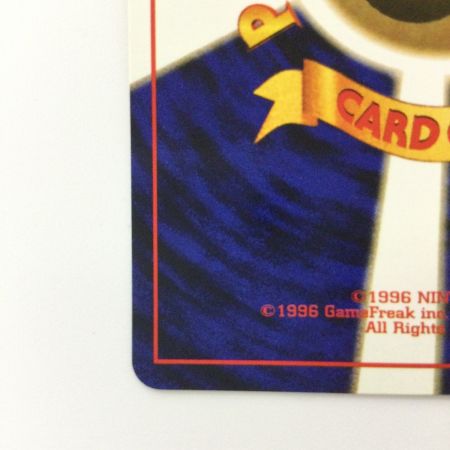 P
CARD
©1996 NIN
©1996 GameFreak inc.
All Rights